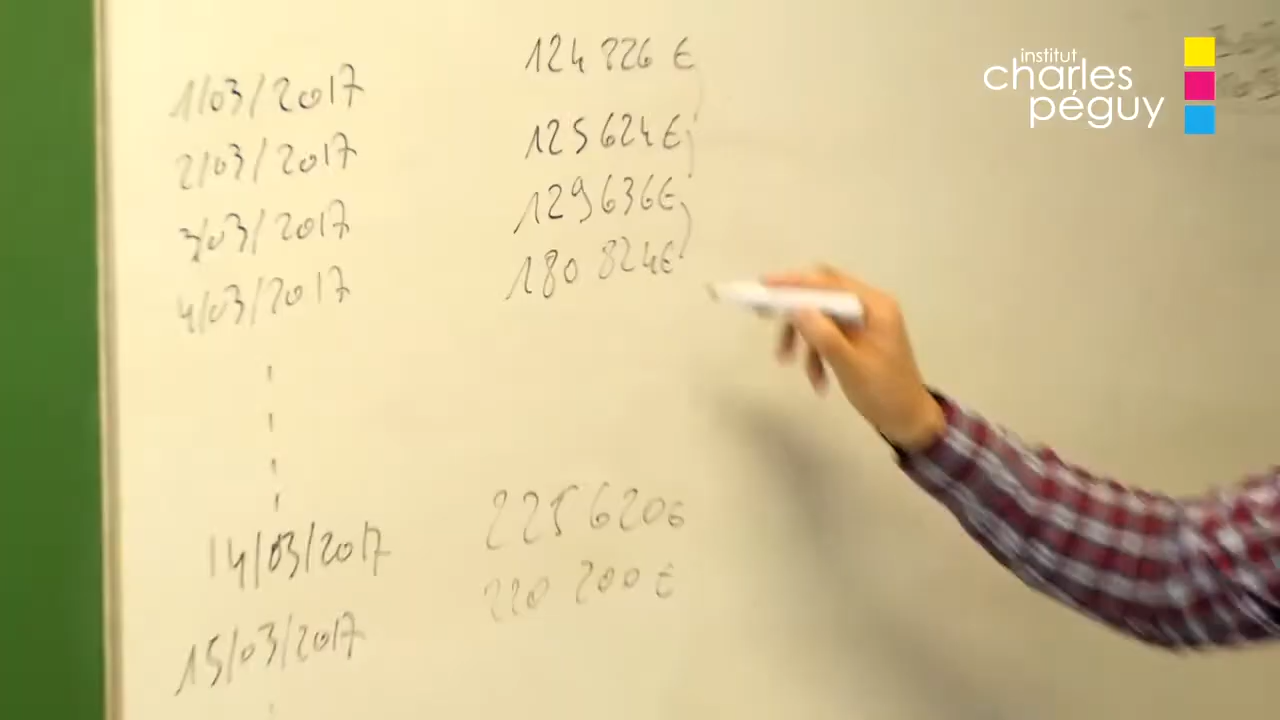 institut
charles
péguy
1/03/2017 124 226 €
2/03/2017 125 624 €
3/03/2017 129 636 €
4/03/2017 180 824 €
14/03/2017 225 620 €
15/03/2017 220 200 €